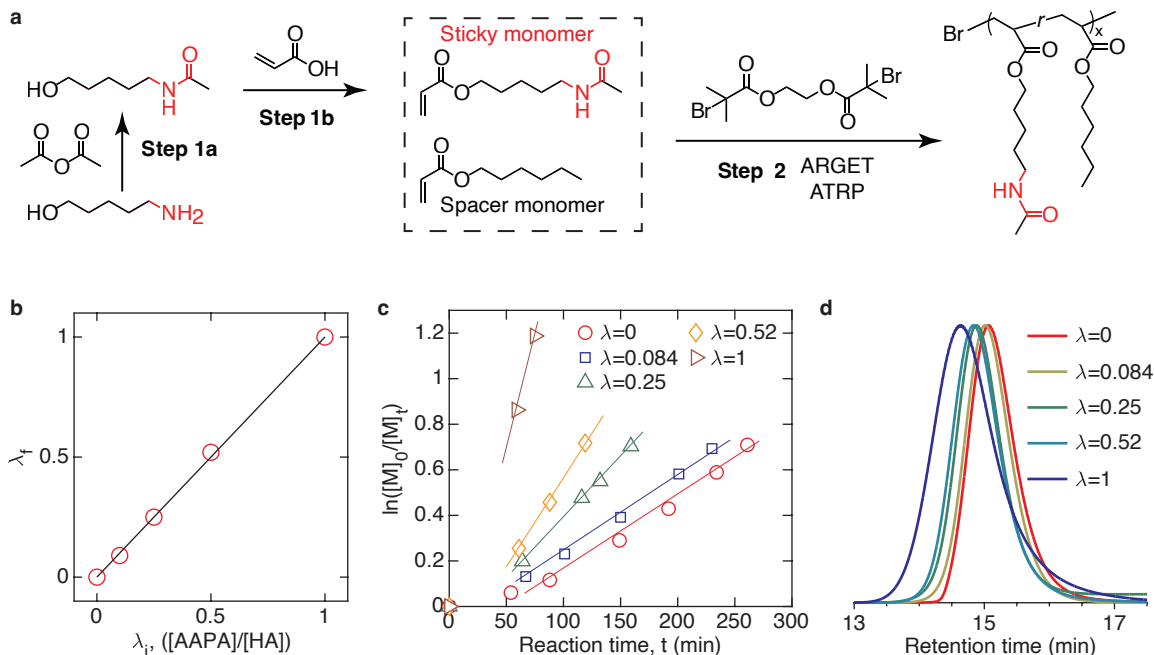 a
HO
O
N
H
O
OH
Step 1a
Step 1b
O
O
O
HO
NH2
Sticky monomer
O
O
N
H
O
O
O
Spacer monomer
Br
O
O
O
O
Br
Step 2 ARGET
ATRP
Br
r
x
O
O
O
O
HN
O
b
1
0.5
0
0
0.5
1
λf
λi, ([AAPA]/[HA])
c
1.2
1.0
0.8
0.6
0.4
0.2
0
0
50
100
150
200
250
300
ln([M]0/[M]t)
Reaction time, t (min)
λ=0
λ=0.084
λ=0.25
λ=0.52
λ=1
d
λ=0
λ=0.084
λ=0.25
λ=0.52
λ=1
13
15
17
Retention time (min)